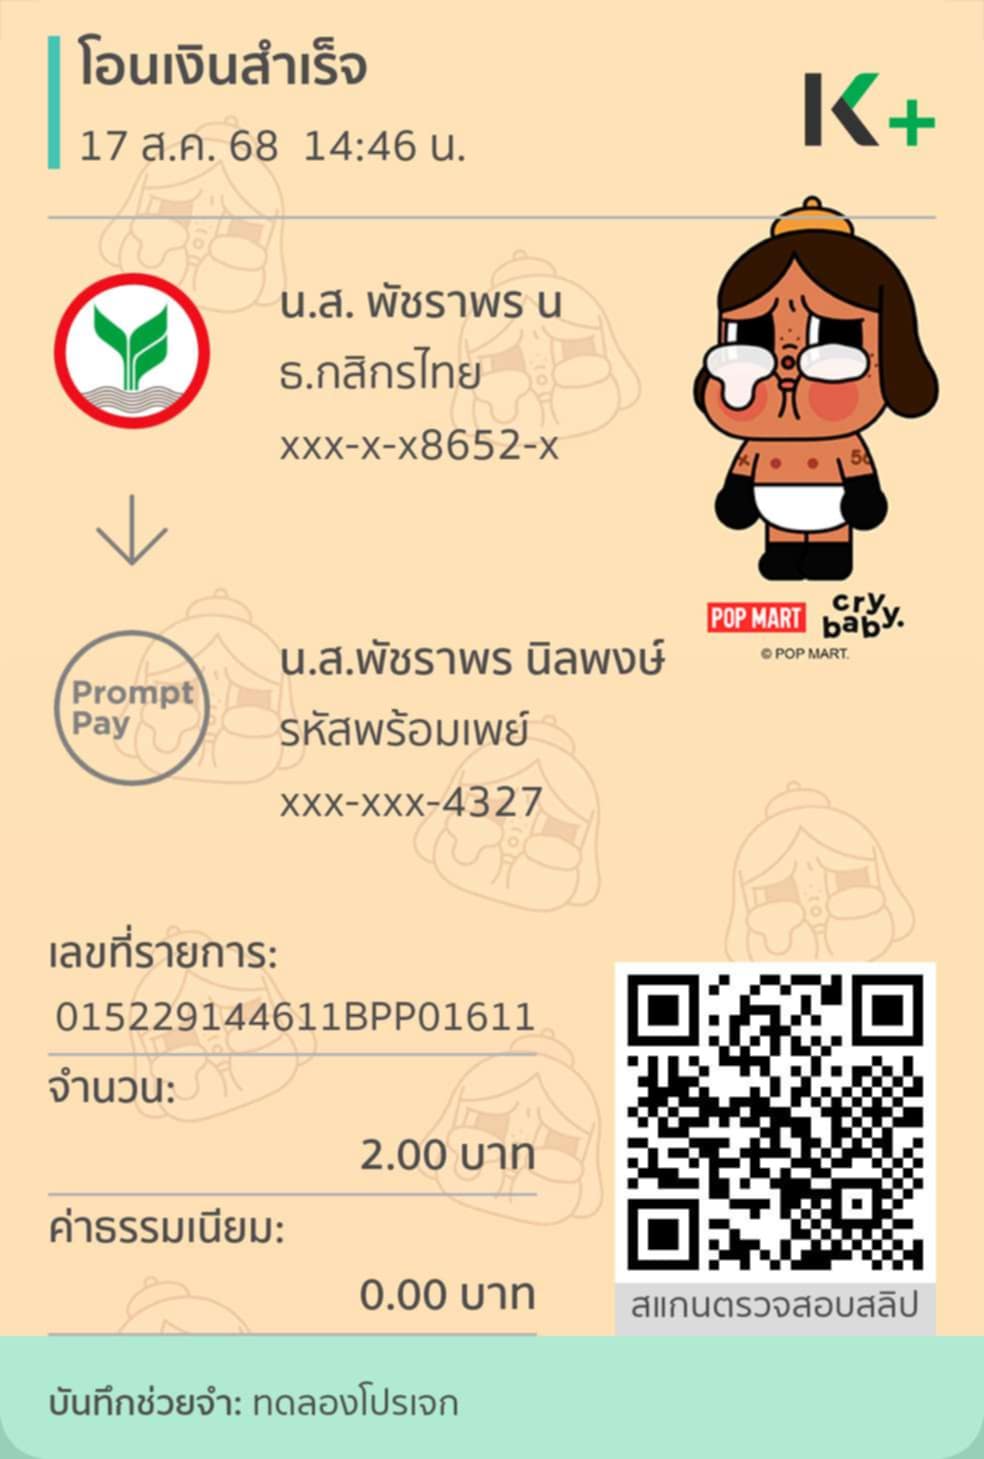 โอนเงินสำเร็จ
17 ส.ค. 68 14:46 น.
K+
น.ส. พัชราพร น
ธ.กสิกรไทย
xxx-x-x8652-x
56
POP MART
cry baby.
© POP MART.
Prompt Pay
น.ส.พัชราพร นิลพงษ์
รหัสพร้อมเพย์
xxx-xxx-4327
เลขที่รายการ:
015229144611BPP01611
จำนวน:
2.00 บาท
ค่าธรรมเนียม:
0.00 บาท
สแกนตรวจสอบสลิป
บันทึกช่วยจำ: ทดลองโปรเจก